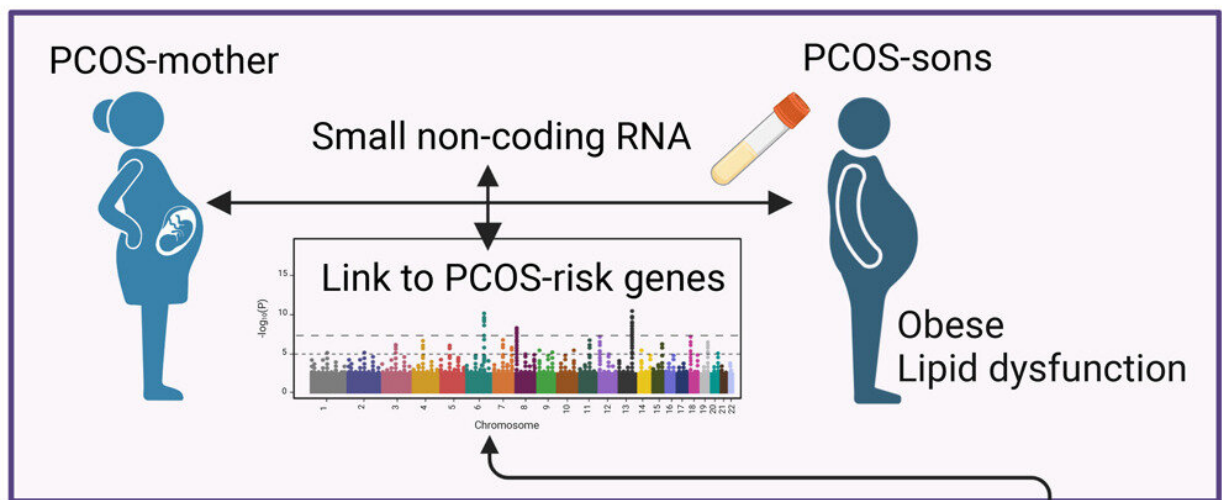 PCOS-mother
PCOS-sons
Small non-coding RNA
Link to PCOS-risk genes
-log₁₀(P)
15
10
5
0
1 2 3 4 5 6 7 8 9 10 11 12 13 14 15 16 17 18 19 20 21 22
Chromosome
Obese
Lipid dysfunction